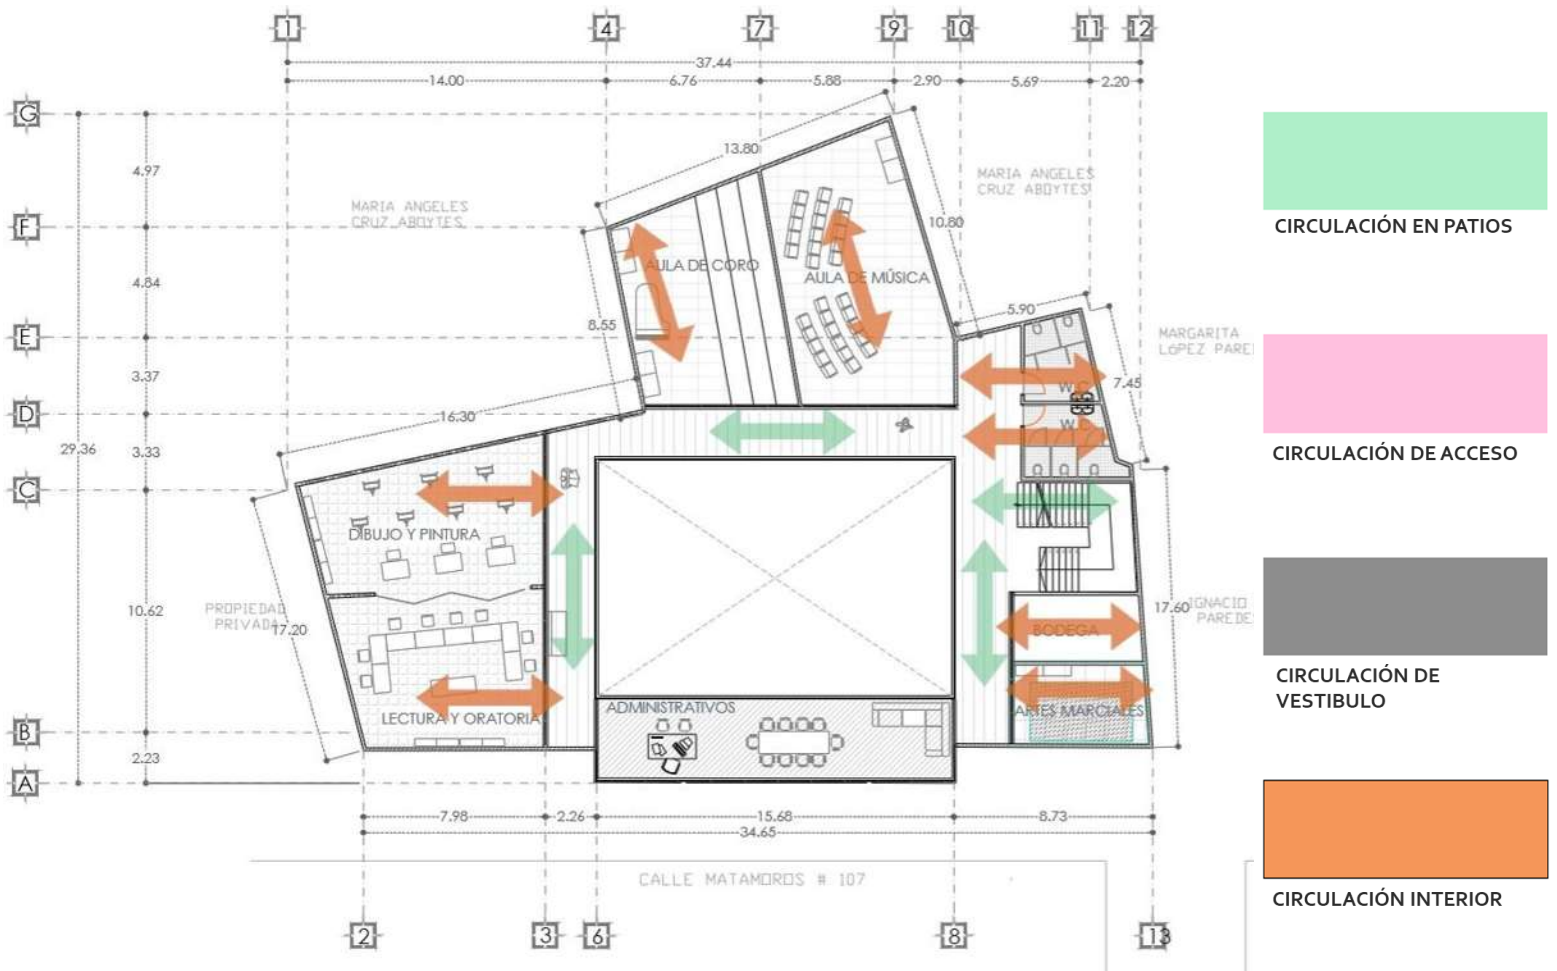 1 4 7 9 10 11 12
37.44
14.00 6.76 5.88 2.90 5.69 2.20
G
F
E
D
C
B
A
4.97
4.84
3.37
3.33
10.62
2.23
29.36
13.80
10.80
8.55
5.90
7.45
16.30
17.20
17.60
MARIA ANGELES
CRUZ ABOYTES
MARIA ANGELES
CRUZ ABOYTES
MARGARITA
LÓPEZ PARE
AULA DE CORO
AULA DE MÚSICA
W.C
W.C
DIBUJO Y PINTURA
PROPIEDAD
PRIVADA
IGNACIO
PAREDE
BODEGA
LECTURA Y ORATORIA
ADMINISTRATIVOS
ARTES MARCIALES
7.98 2.26 15.68 8.73
34.65
CALLE MATAMOROS # 107
2 3 6 8 13
CIRCULACIÓN EN PATIOS
CIRCULACIÓN DE ACCESO
CIRCULACIÓN DE
VESTIBULO
CIRCULACIÓN INTERIOR